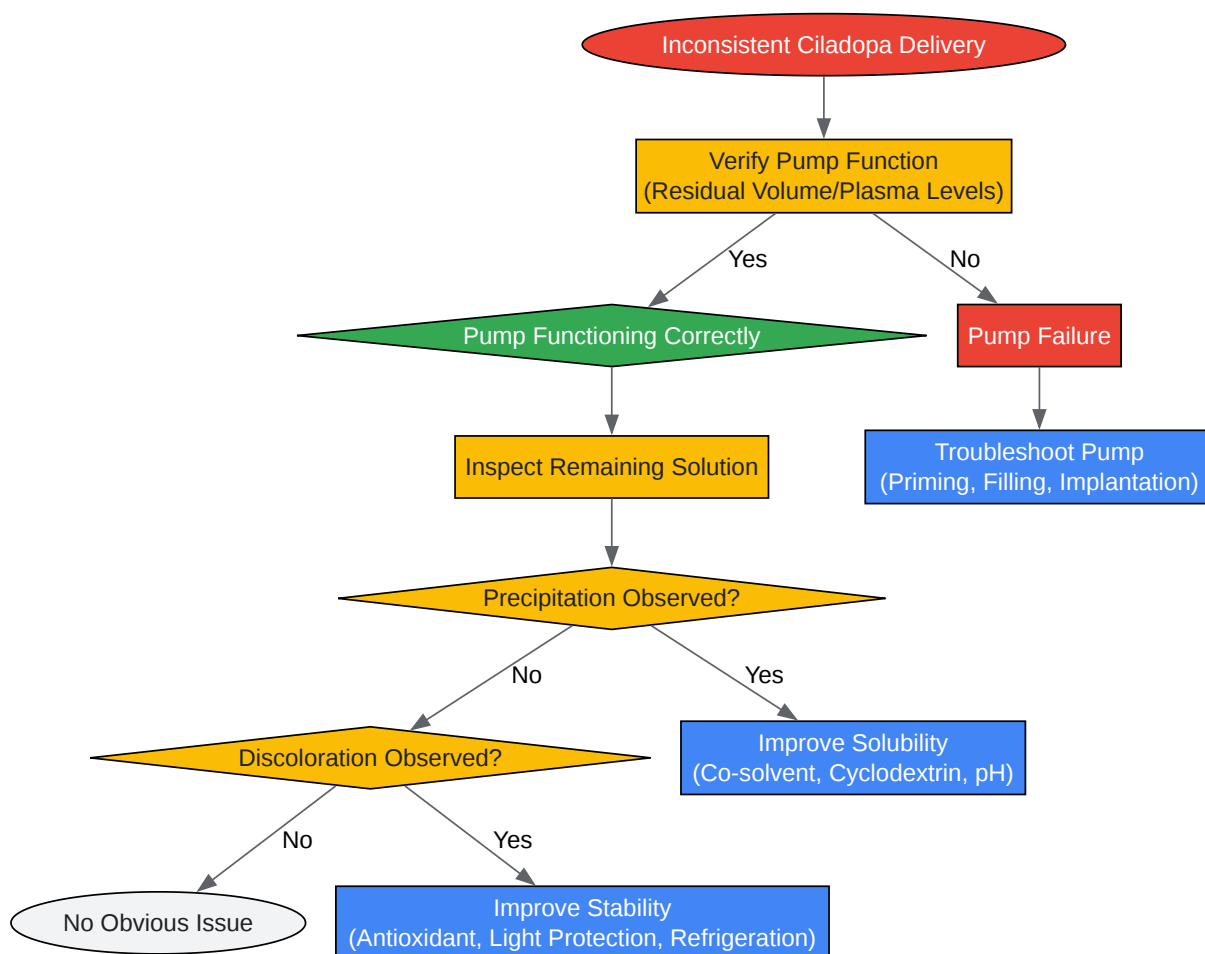 Inconsistent Ciladopa Delivery
Verify Pump Function
(Residual Volume/Plasma Levels)
Yes
No
Pump Functioning Correctly
Pump Failure
Inspect Remaining Solution
Troubleshoot Pump
(Priming, Filling, Implantation)
Precipitation Observed?
No
Yes
Discoloration Observed?
Improve Solubility
(Co-solvent, Cyclodextrin, pH)
No
Yes
No Obvious Issue
Improve Stability
(Antioxidant, Light Protection, Refrigeration)